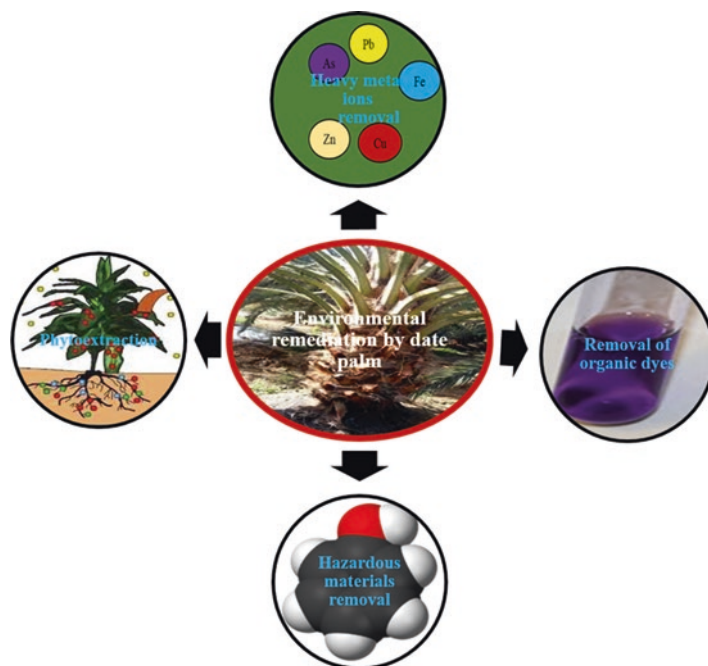 Pb
As
Fe
Heavy metal
ions
removal
Zn
Cu
Phytoextraction
Environmental
remediation by date
palm
Removal of
organic dyes
Hazardous
materials
removal